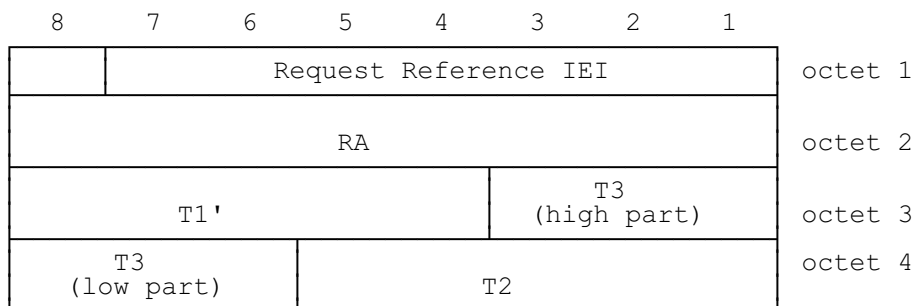 8 7 6 5 4 3 2 1
Request Reference IEI octet 1
RA octet 2
T3
T1' (high part) octet 3
T3 octet 4
(low part) T2